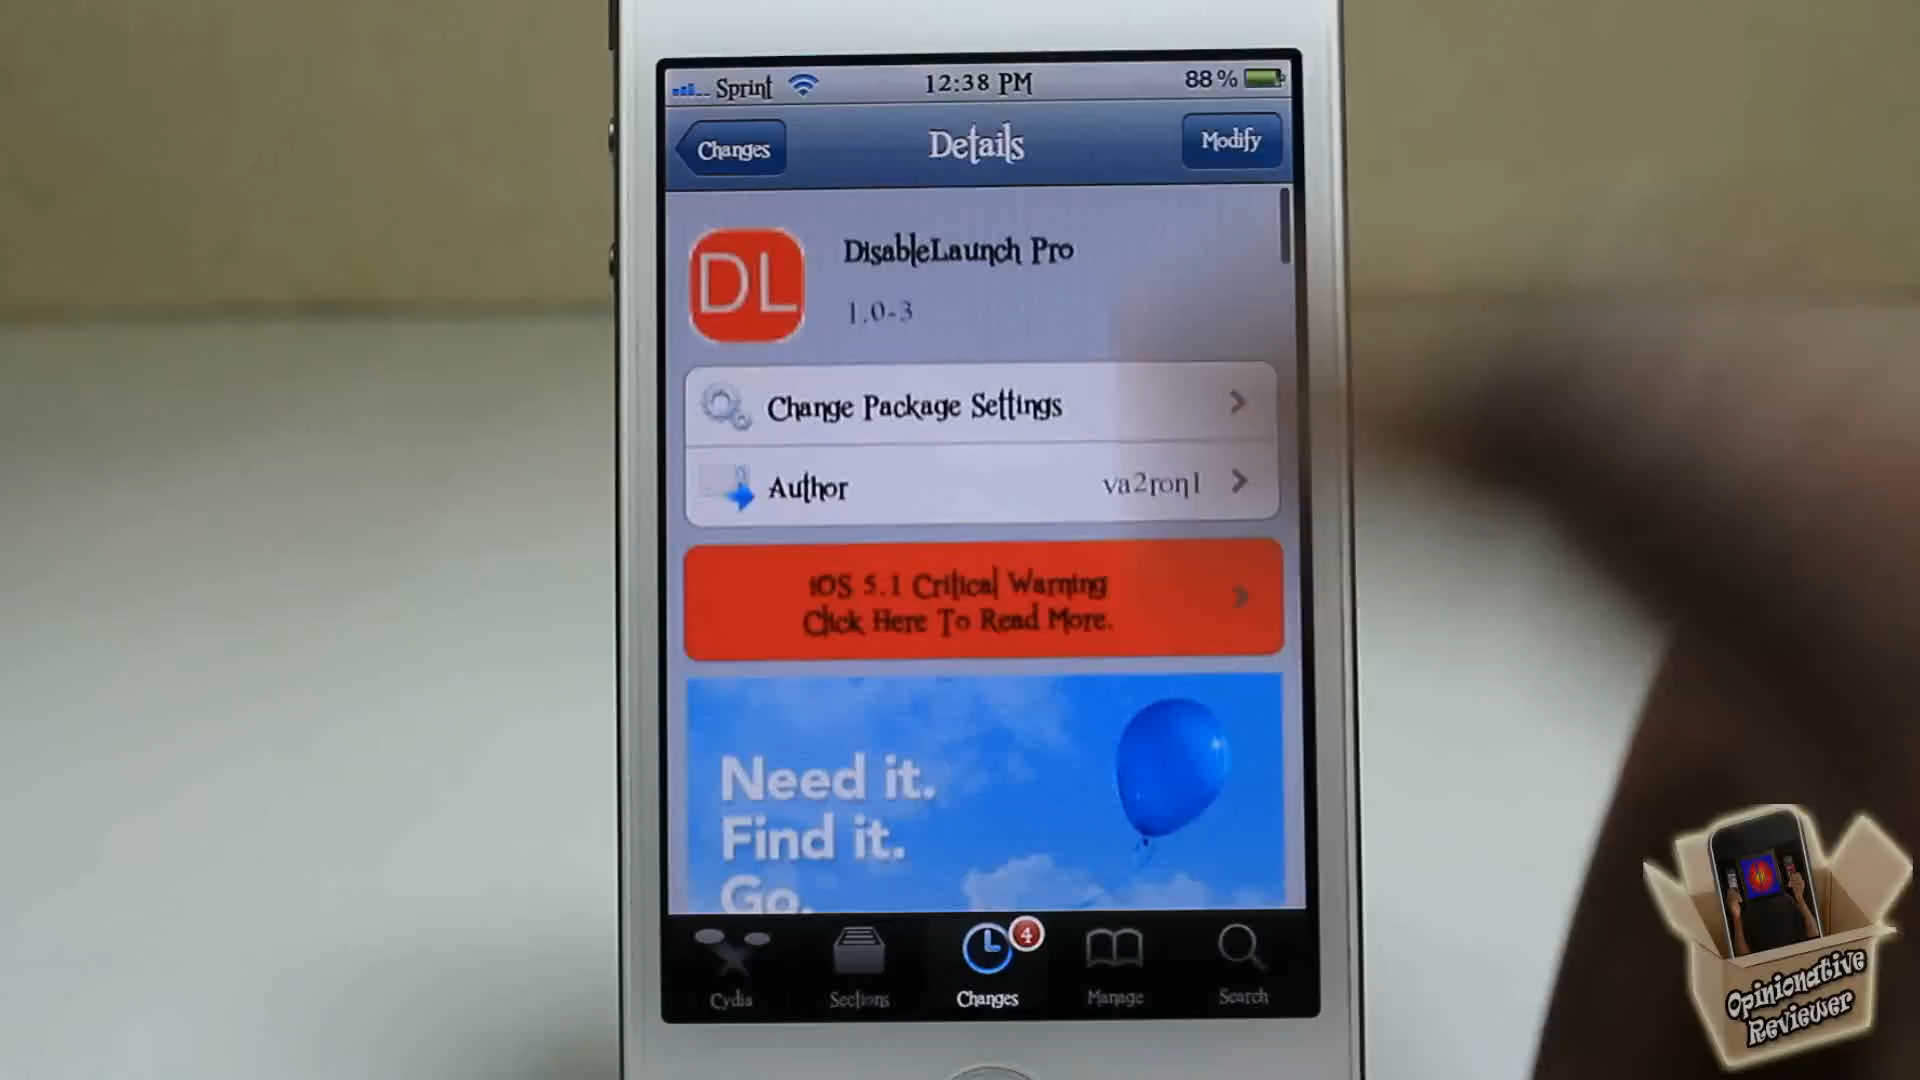 Sprint 12:38 PM 88%
Changes Details Modify
DL DisableLaunch Pro
1.0-3
Change Package Settings
Author va2ron1
iOS 5.1 Critical Warning
Click Here To Read More.
Need it.
Find it.
Go.
4
Cydia Sections Changes Manage Search
Opinionative
Reviewer